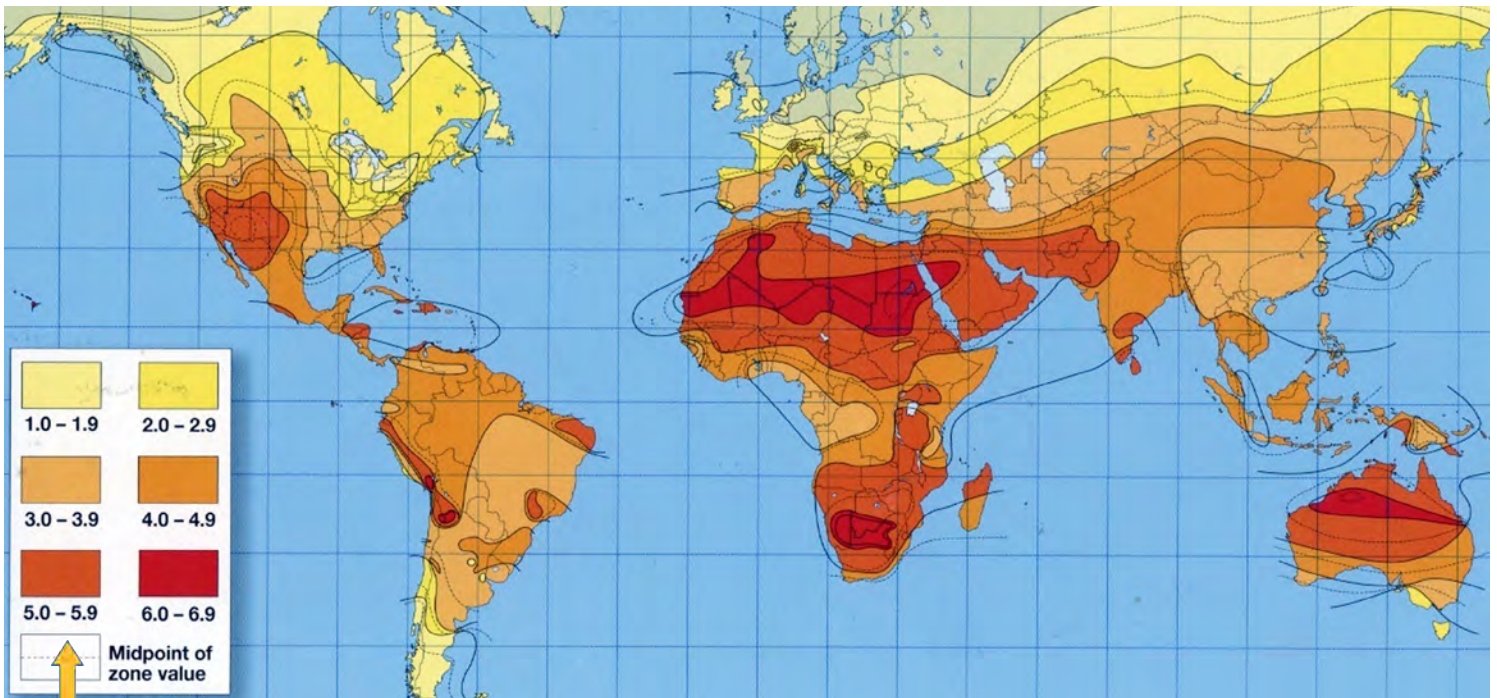 1.0 – 1.9
2.0 – 2.9
3.0 – 3.9
4.0 – 4.9
5.0 – 5.9
6.0 – 6.9
Midpoint of
zone value